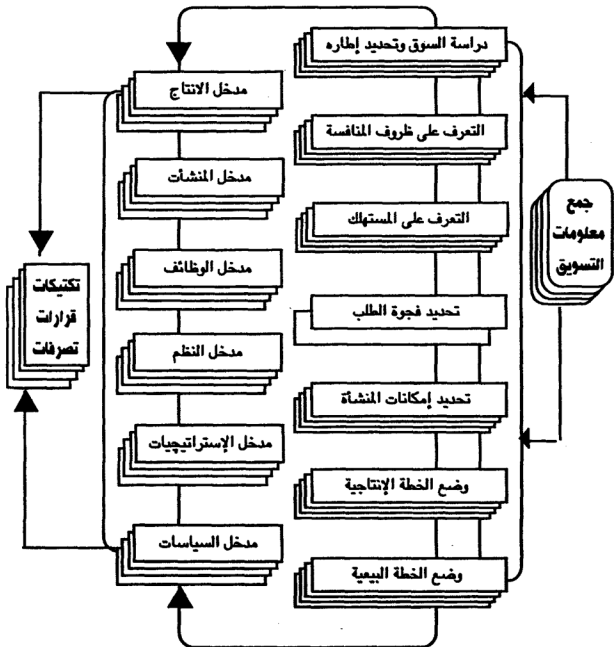 دراسة السوق وتحديد إطاره
التعرف على ظروف المنافسة
التعرف على المستهلك
تحديد فجوة الطلب
تحديد إمكانات المنشأة
وضع الخطة الإنتاجية
وضع الخطة البيعية
جمع
معلومات
التسويق
مدخل الانتاج
مدخل المنشأت
مدخل الوظائف
مدخل النظم
مدخل الإستراتيجيات
مدخل السياسات
تكتيكات
قرارات
تصرفات